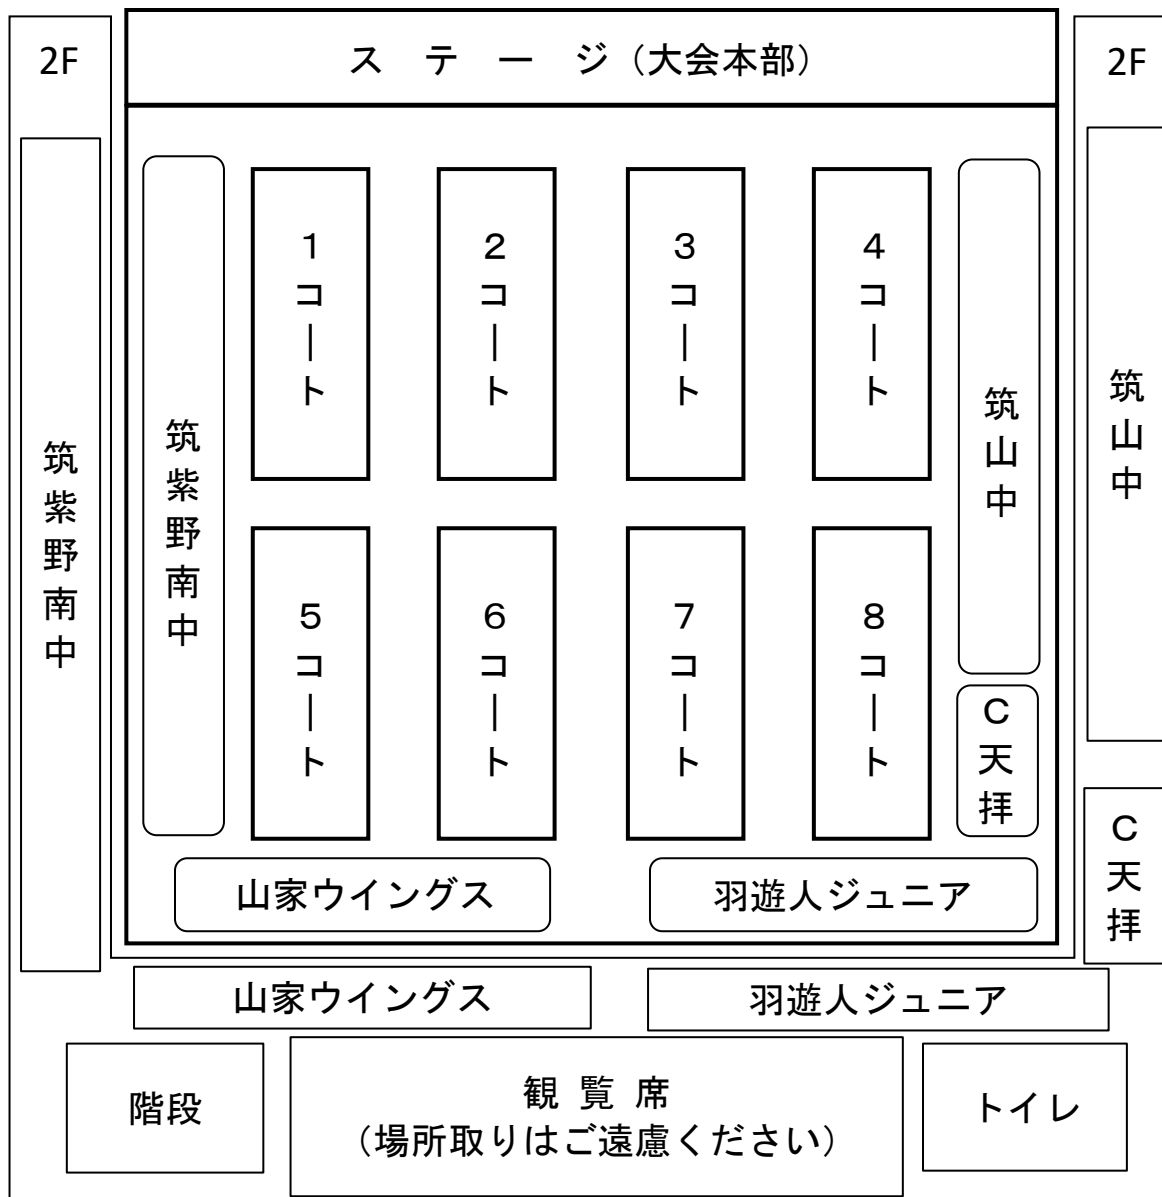 2F
ス テ ー ジ（大会本部）
2F
1コート
2コート
3コート
4コート
筑紫野南中
筑紫野南中
筑山中
筑山中
5コート
6コート
7コート
8コート
C天拝
C天拝
山家ウイングス
羽遊人ジュニア
山家ウイングス
羽遊人ジュニア
階段
観 覧 席
（場所取りはご遠慮ください）
トイレ